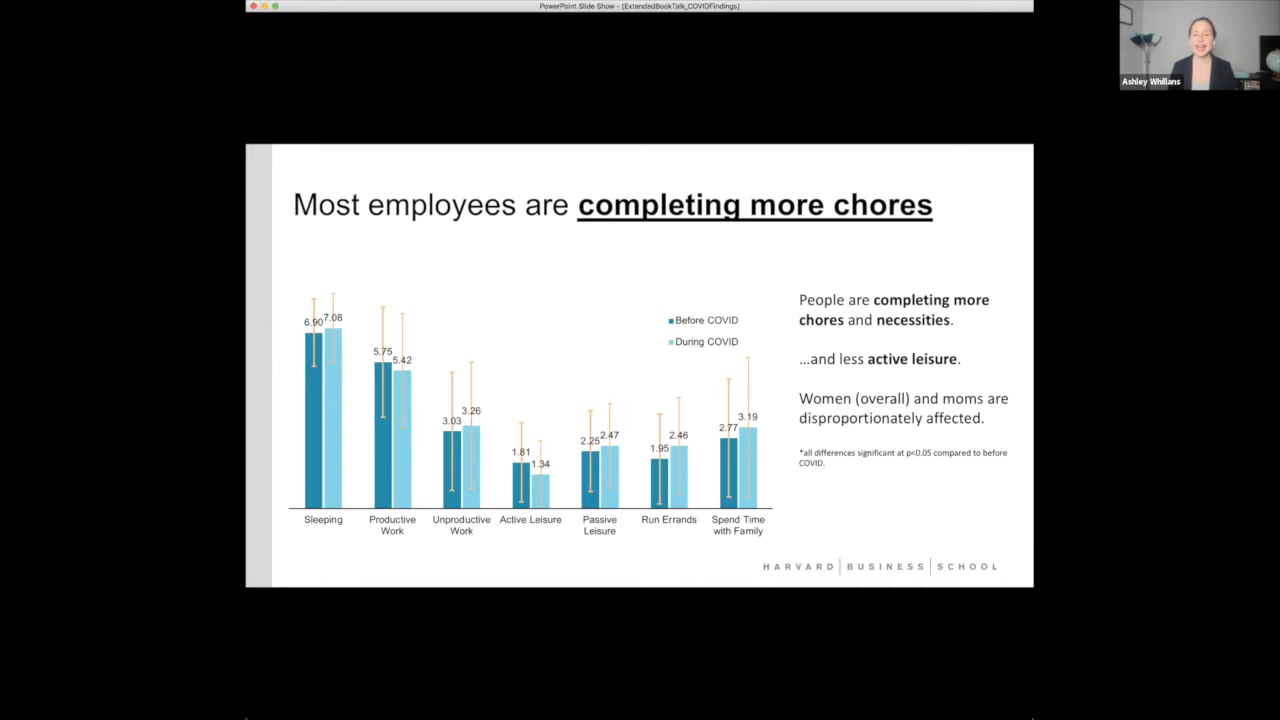 PowerPoint Slide Show - [ExtendedBookTalk_COVIDFindings]
Ashley Whillans
Most employees are completing more chores
Before COVID
During COVID
6.90 7.08
5.75 5.42
3.03 3.26
1.81 1.34
2.25 2.47
1.95 2.46
2.77 3.19
Sleeping
Productive
Work
Unproductive
Work
Active Leisure
Passive
Leisure
Run Errands
Spend Time
with Family
People are completing more
chores and necessities.
...and less active leisure.
Women (overall) and moms are
disproportionately affected.
*all differences significant at p<0.05 compared to before
COVID.
HARVARD | BUSINESS | SCHOOL